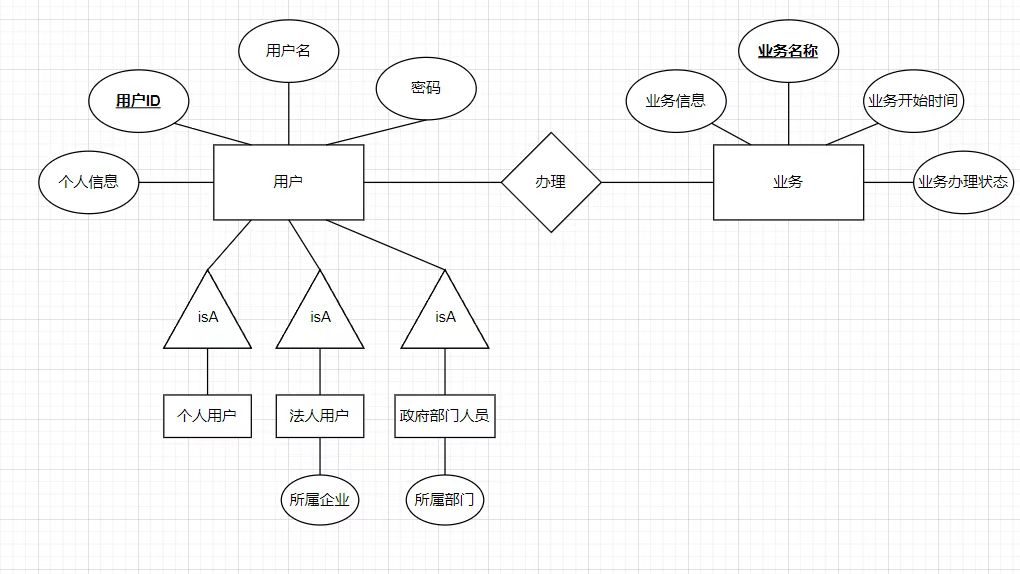 用户名
业务名称
密码
用户ID
业务信息
业务开始时间
个人信息
用户
办理
业务
业务办理状态
isA
isA
isA
个人用户
法人用户
政府部门人员
所属企业
所属部门